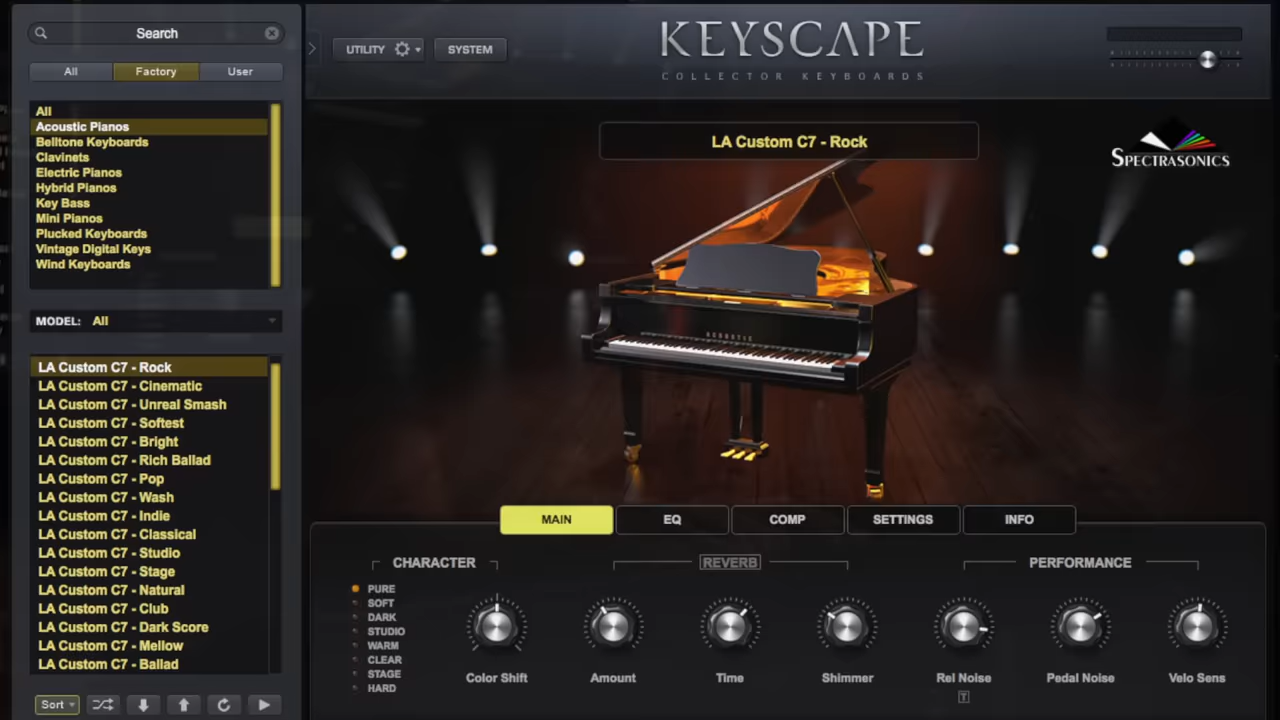 Search
All
Factory
User
All
Acoustic Pianos
Belltone Keyboards
Clavinets
Electric Pianos
Hybrid Pianos
Key Bass
Mini Pianos
Plucked Keyboards
Vintage Digital Keys
Wind Keyboards
MODEL: All
LA Custom C7 - Rock
LA Custom C7 - Cinematic
LA Custom C7 - Unreal Smash
LA Custom C7 - Softest
LA Custom C7 - Bright
LA Custom C7 - Rich Ballad
LA Custom C7 - Pop
LA Custom C7 - Wash
LA Custom C7 - Indie
LA Custom C7 - Classical
LA Custom C7 - Studio
LA Custom C7 - Stage
LA Custom C7 - Natural
LA Custom C7 - Club
LA Custom C7 - Dark Score
LA Custom C7 - Mellow
LA Custom C7 - Ballad
Sort
UTILITY
SYSTEM
KEYSCAPE
COLLECTOR KEYBOARDS
LA Custom C7 - Rock
SPECTRASONICS
MAIN
EQ
COMP
SETTINGS
INFO
CHARACTER
PURE
SOFT
DARK
STUDIO
WARM
CLEAR
STAGE
HARD
Color Shift
REVERB
Amount
Time
Shimmer
PERFORMANCE
Rel Noise
T
Pedal Noise
Velo Sens